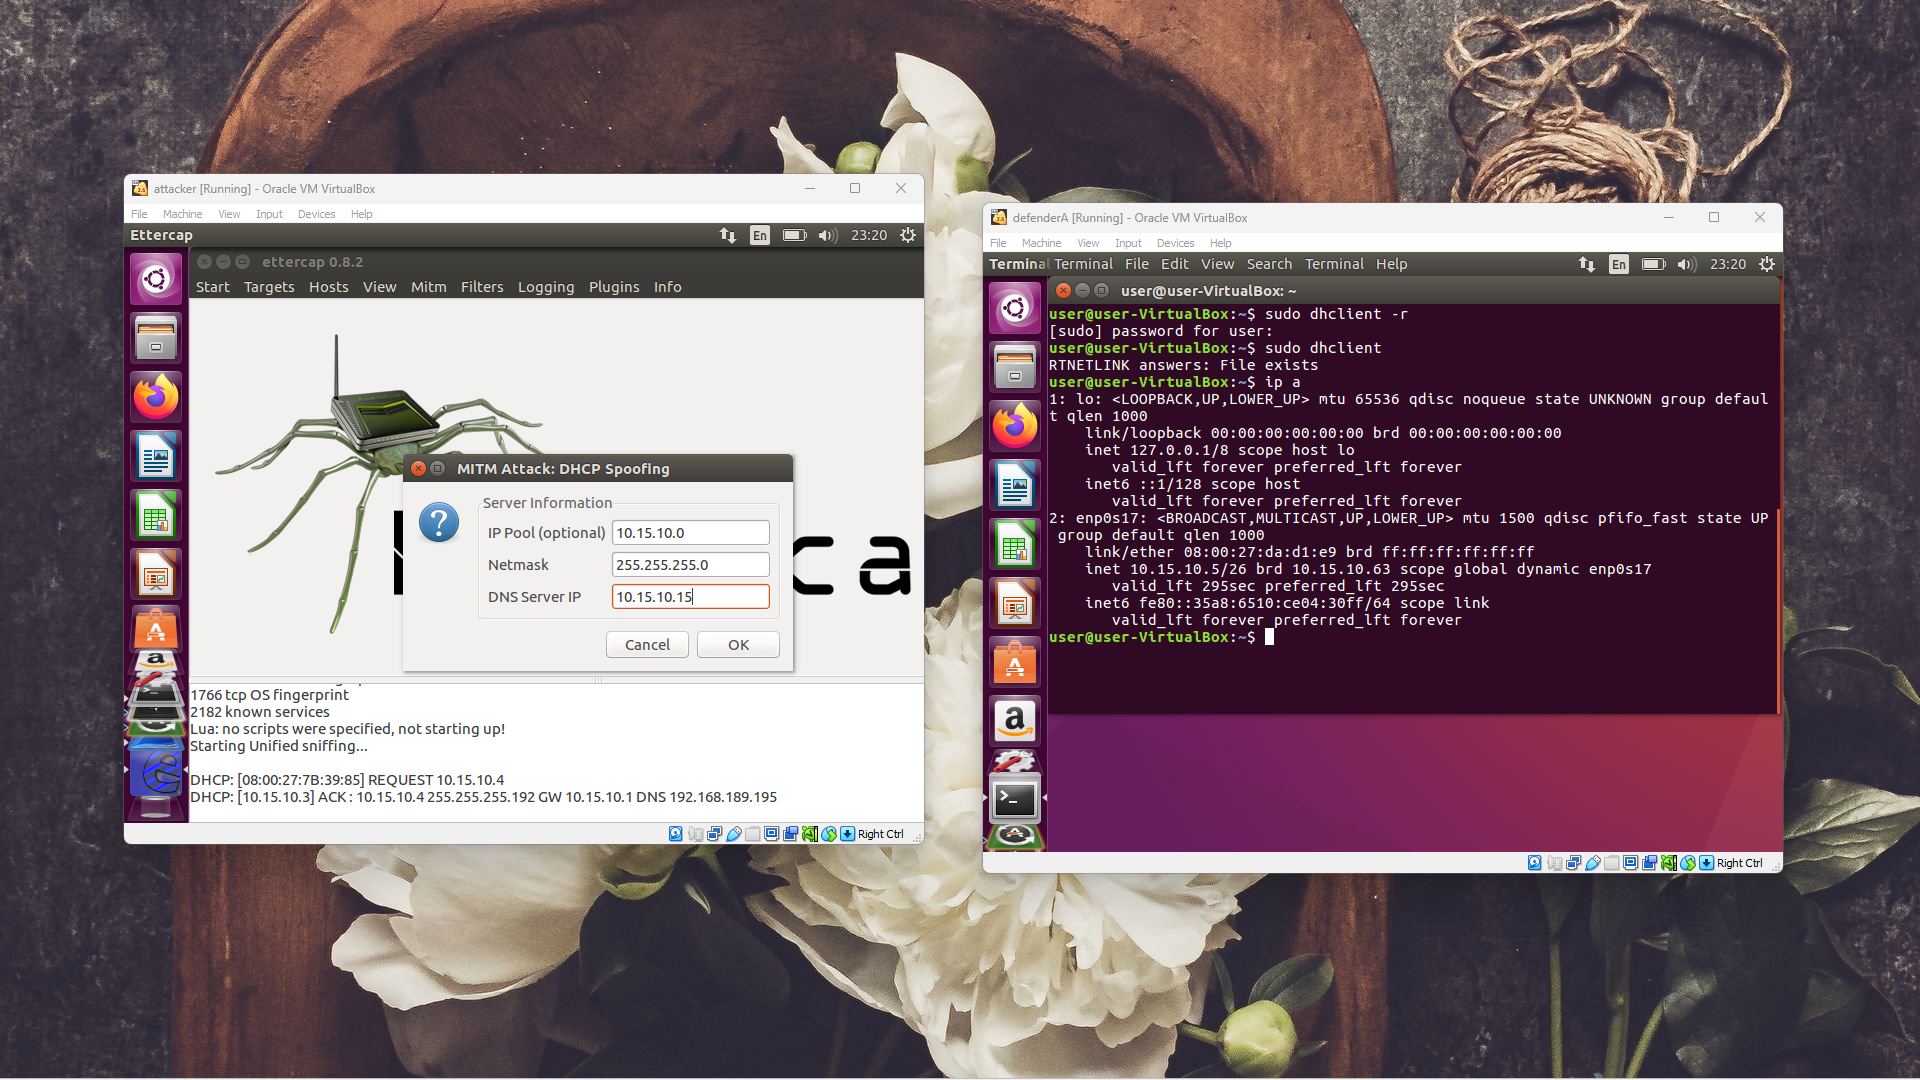 attacker [Running] - Oracle VM VirtualBox
File Machine View Input Devices Help
Ettercap
En
23:20
ettercap 0.8.2
Start Targets Hosts View Mitm Filters Logging Plugins Info
MITM Attack: DHCP Spoofing
Server Information
IP Pool (optional) 10.15.10.0
Netmask 255.255.255.0
DNS Server IP 10.15.10.15
Cancel OK
ca
1766 tcp OS fingerprint
2182 known services
Lua: no scripts were specified, not starting up!
Starting Unified sniffing...
DHCP: [08:00:27:7B:39:85] REQUEST 10.15.10.4
DHCP: [10.15.10.3] ACK : 10.15.10.4 255.255.255.192 GW 10.15.10.1 DNS 192.168.189.195
Right Ctrl
defenderA [Running] - Oracle VM VirtualBox
File Machine View Input Devices Help
Terminal Terminal File Edit View Search Terminal Help
En
23:20
user@user-VirtualBox: ~
user@user-VirtualBox:~$ sudo dhclient -r
[sudo] password for user:
user@user-VirtualBox:~$ sudo dhclient
RTNETLINK answers: File exists
user@user-VirtualBox:~$ ip a
1: lo: <LOOPBACK,UP,LOWER_UP> mtu 65536 qdisc noqueue state UNKNOWN group defaul
t qlen 1000
link/loopback 00:00:00:00:00:00 brd 00:00:00:00:00:00
inet 127.0.0.1/8 scope host lo
valid_lft forever preferred_lft forever
inet6 ::1/128 scope host
valid_lft forever preferred_lft forever
2: enp0s17: <BROADCAST,MULTICAST,UP,LOWER_UP> mtu 1500 qdisc pfifo_fast state UP
group default qlen 1000
link/ether 08:00:27:da:d1:e9 brd ff:ff:ff:ff:ff:ff
inet 10.15.10.5/26 brd 10.15.10.63 scope global dynamic enp0s17
valid_lft 295sec preferred_lft 295sec
inet6 fe80::35a8:6510:ce04:30ff/64 scope link
valid_lft forever preferred_lft forever
user@user-VirtualBox:~$
Right Ctrl